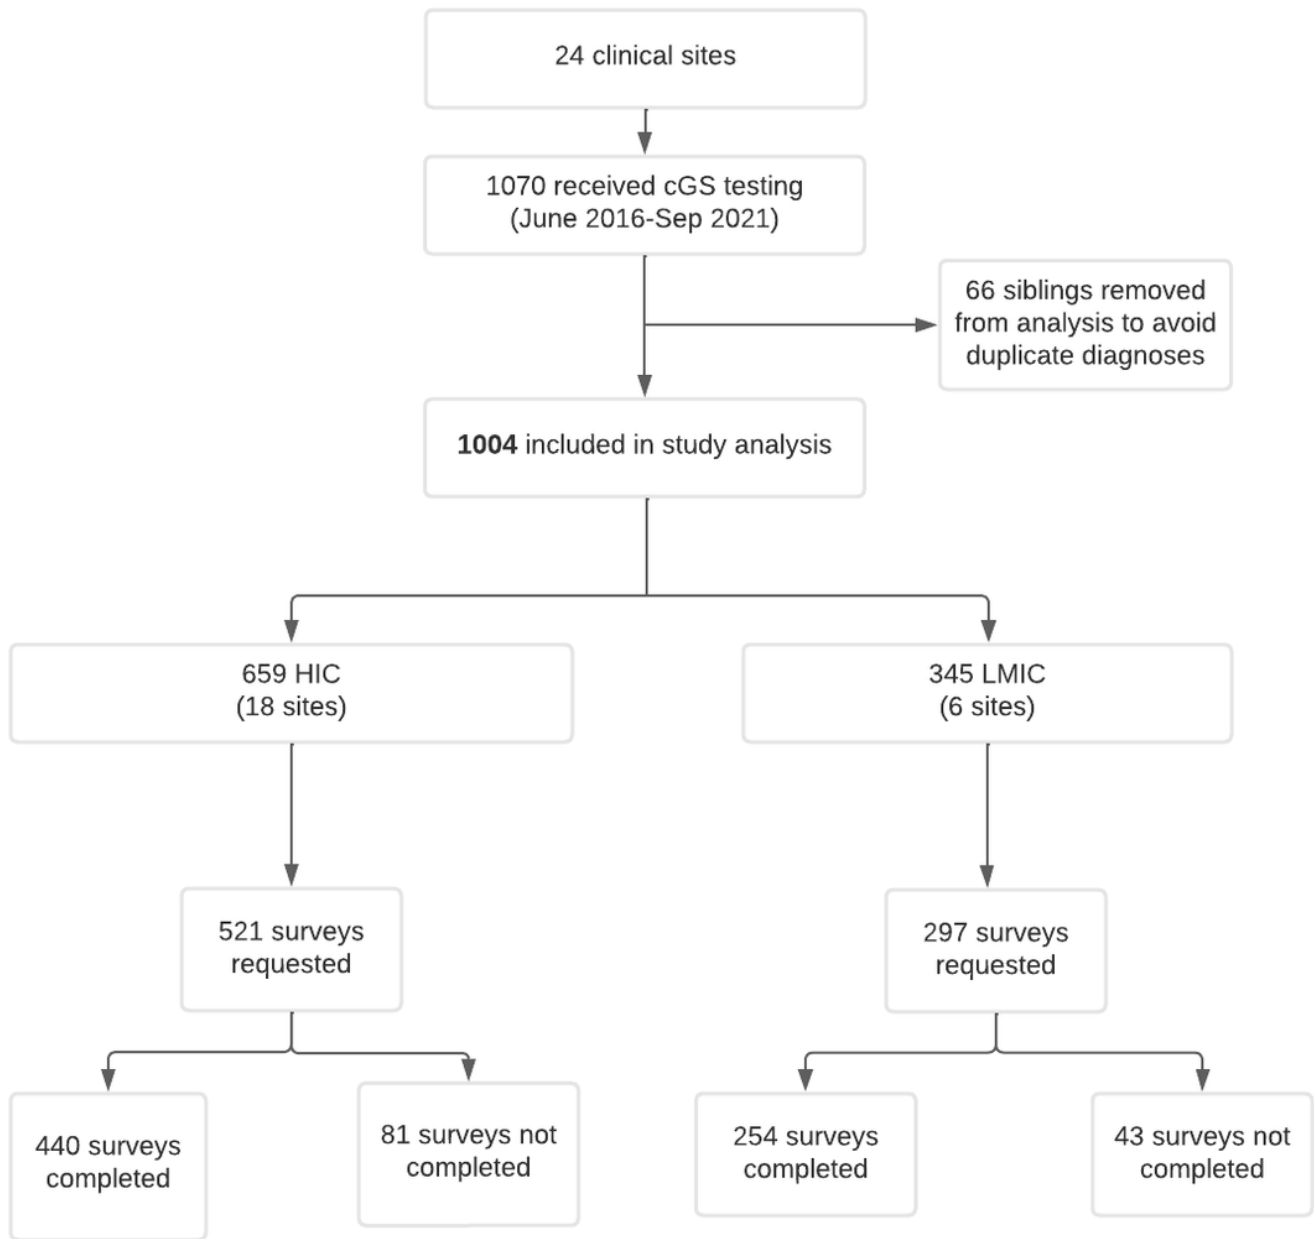 24 clinical sites
1070 received cGS testing
(June 2016-Sep 2021)
66 siblings removed
from analysis to avoid
duplicate diagnoses
1004 included in study analysis
659 HIC
(18 sites)
345 LMIC
(6 sites)
521 surveys
requested
297 surveys
requested
440 surveys
completed
81 surveys not
completed
254 surveys
completed
43 surveys not
completed